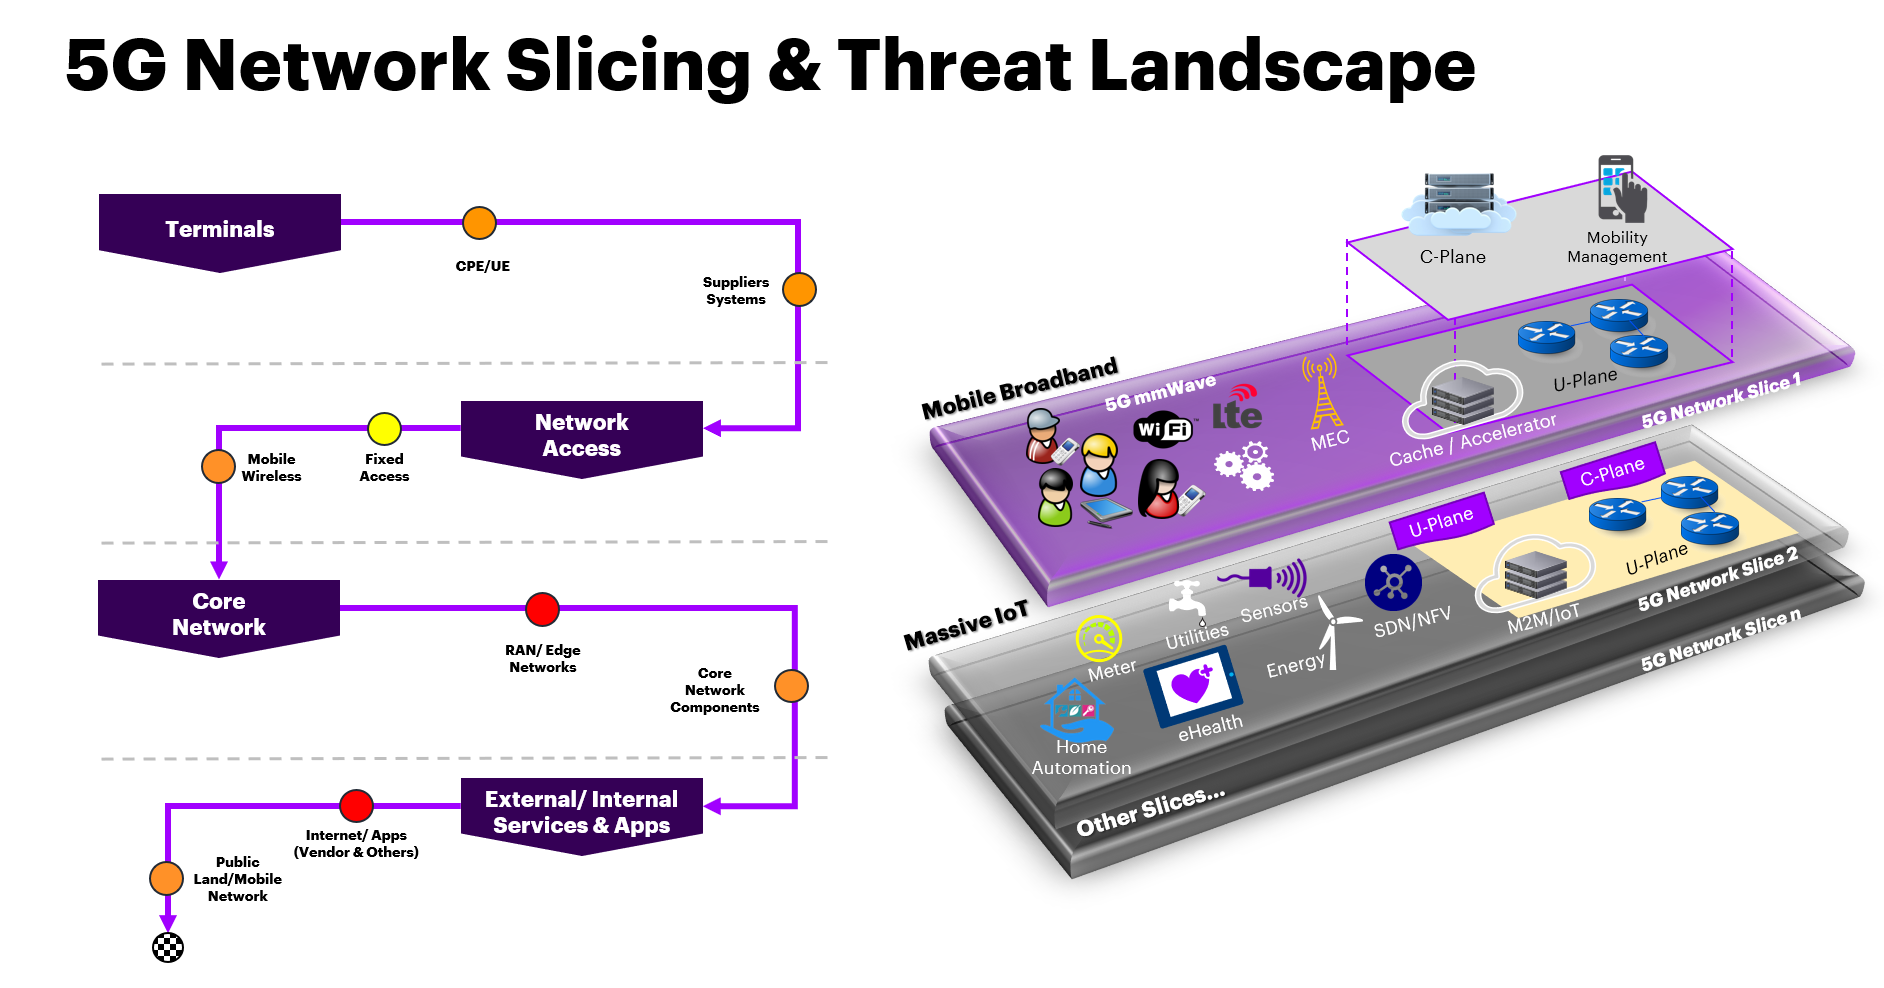 5G Network Slicing & Threat Landscape
Terminals
CPE/UE
Suppliers
Systems
Network
Access
Fixed
Access
Mobile
Wireless
Core
Network
RAN/ Edge
Networks
Core
Network
Components
External/ Internal
Services & Apps
Internet/ Apps
(Vendor & Others)
Public
Land/Mobile
Network
C-Plane
Mobility
Management
Mobile Broadband
5G mmWave
WiFi™
Lte
MEC
U-Plane
Cache / Accelerator
5G Network Slice 1
Massive IoT
C-Plane
U-Plane
U-Plane
Sensors
Utilities
Meter
Energy
SDN/NFV
M2M/IoT
5G Network Slice 2
eHealth
Home
Automation
5G Network Slice n
Other Slices...